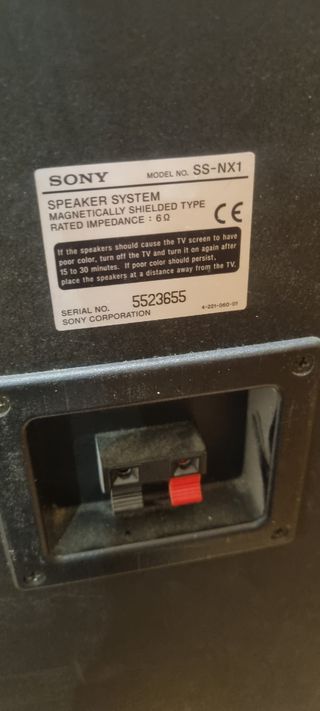 SONY MODEL NO. SS-NX1
SPEAKER SYSTEM
MAGNETICALLY SHIELDED TYPE
RATED IMPEDANCE : 6 Ω CE
If the speakers should cause the TV screen to have
poor color, turn off the TV and turn it on again after
15 to 30 minutes. If poor color should persist,
place the speakers at a distance away from the TV.
SERIAL NO. 5523655
SONY CORPORATION 4-221-060-01